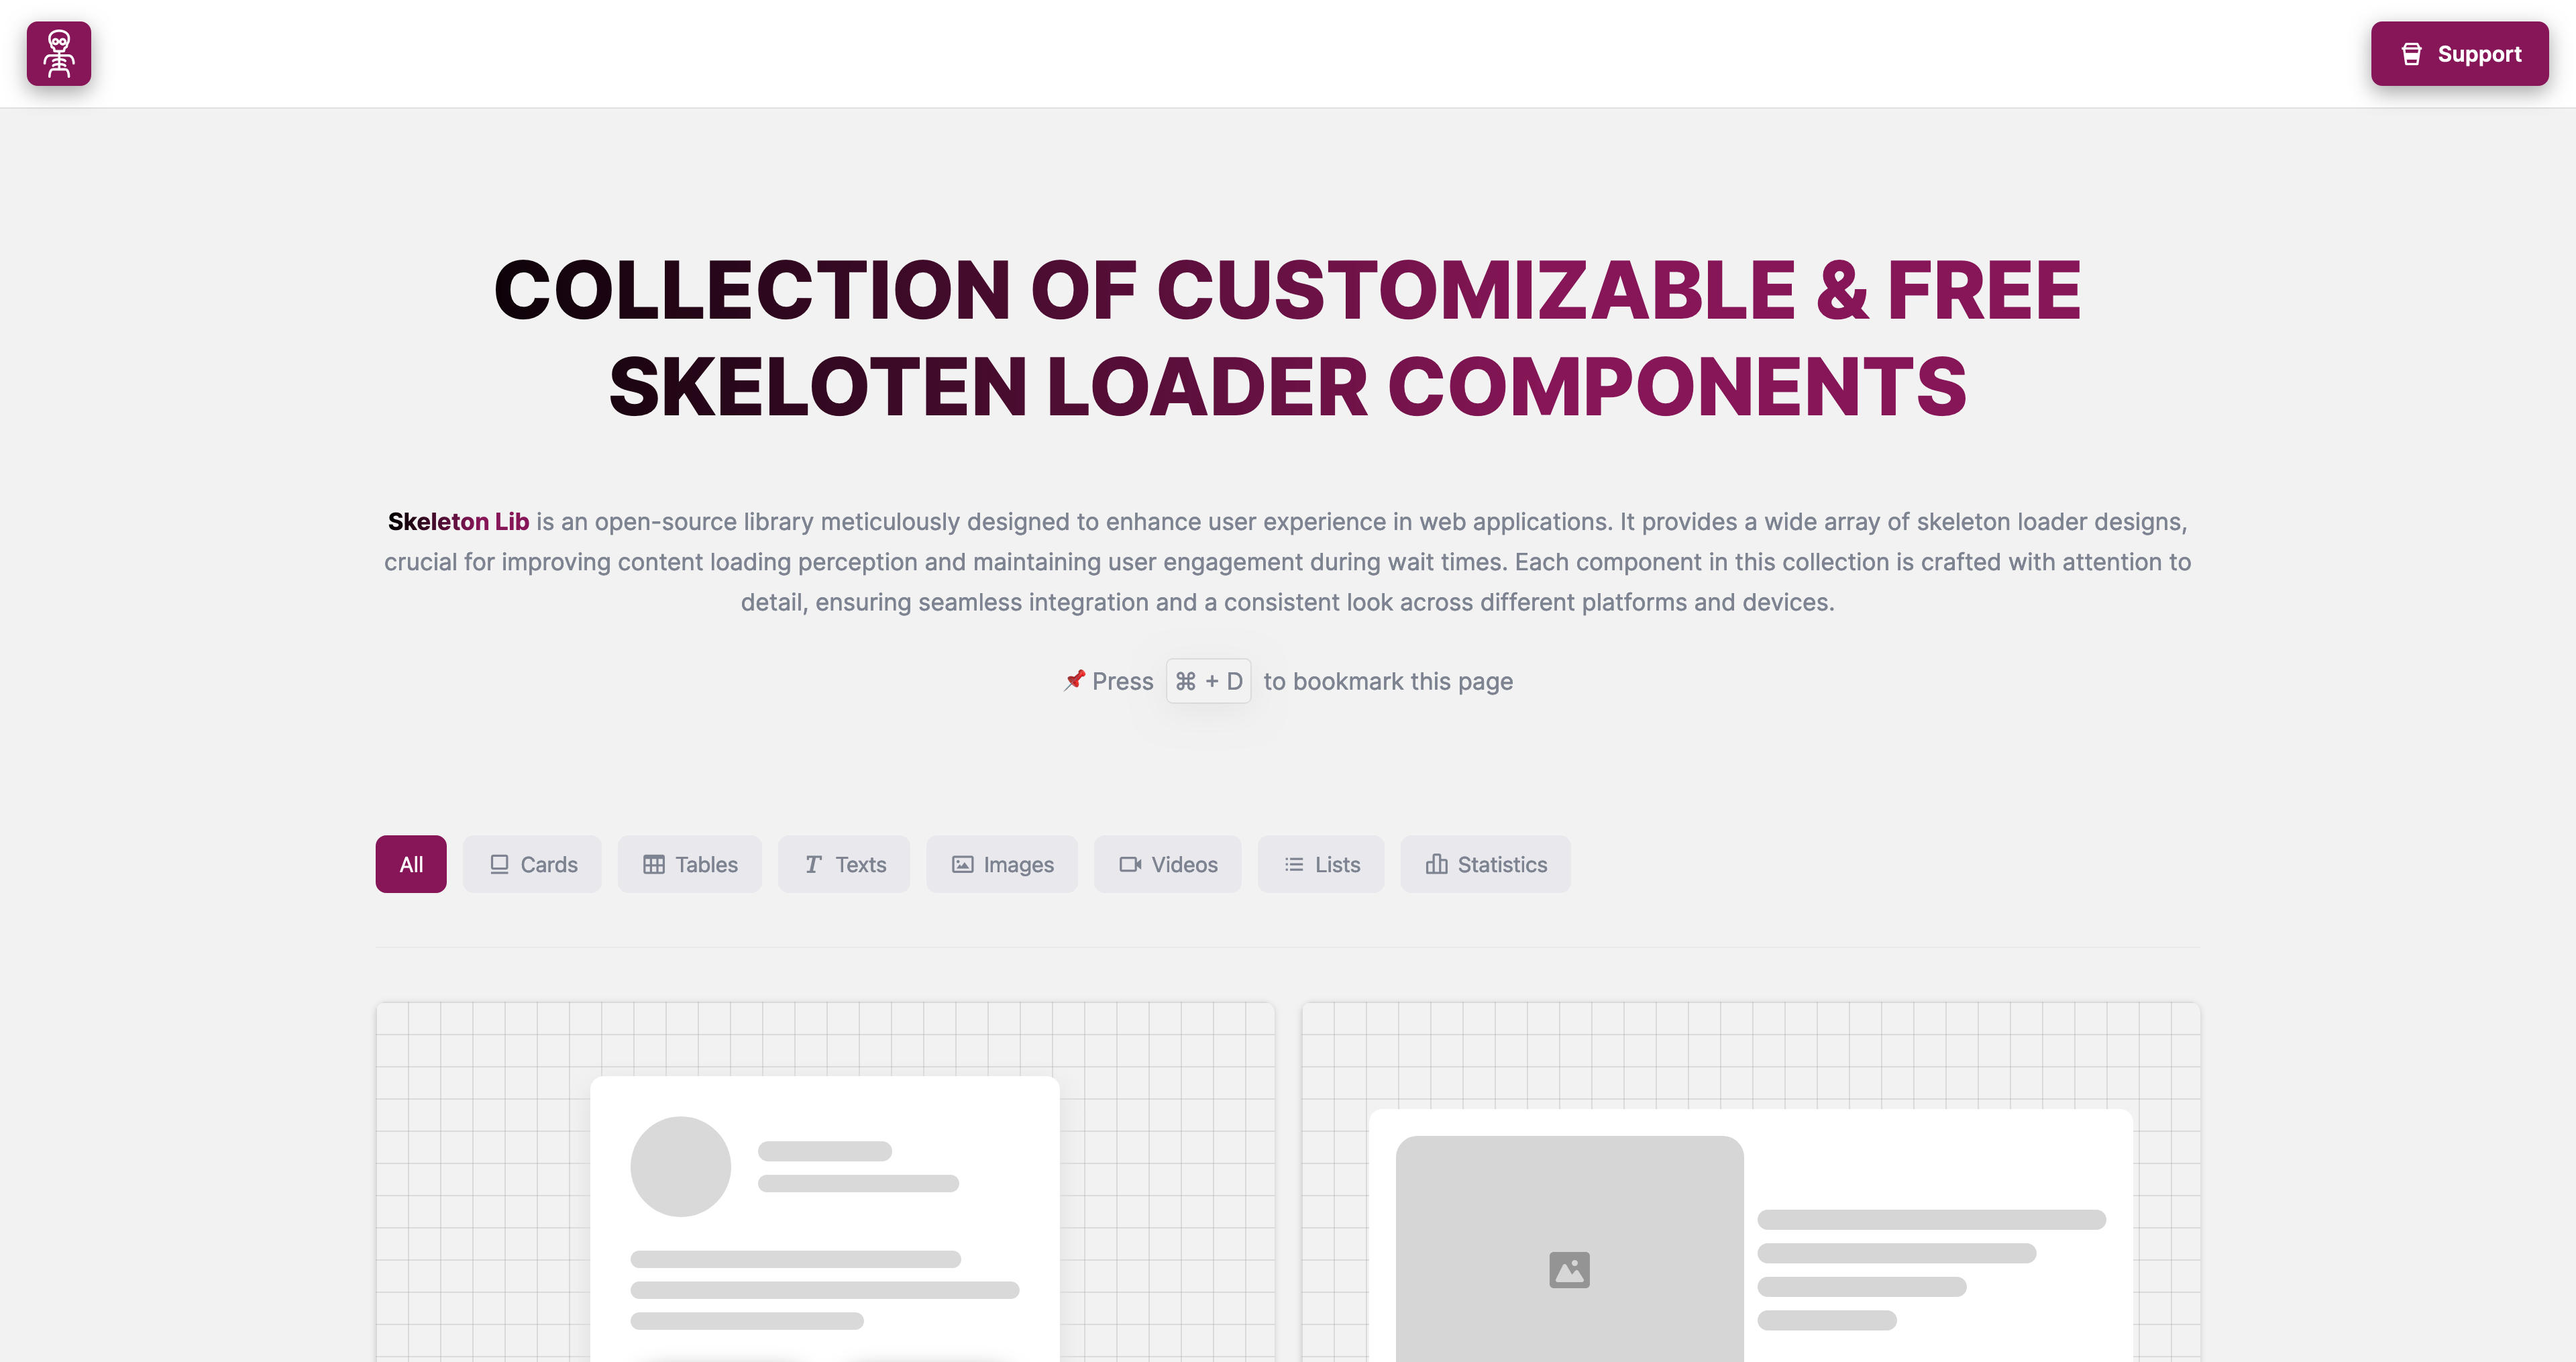 Support
COLLECTION OF CUSTOMIZABLE & FREE
SKELOTEN LOADER COMPONENTS
Skeleton Lib is an open-source library meticulously designed to enhance user experience in web applications. It provides a wide array of skeleton loader designs,
crucial for improving content loading perception and maintaining user engagement during wait times. Each component in this collection is crafted with attention to
detail, ensuring seamless integration and a consistent look across different platforms and devices.
📌 Press ⌘ + D to bookmark this page
All Cards Tables Texts Images Videos Lists Statistics